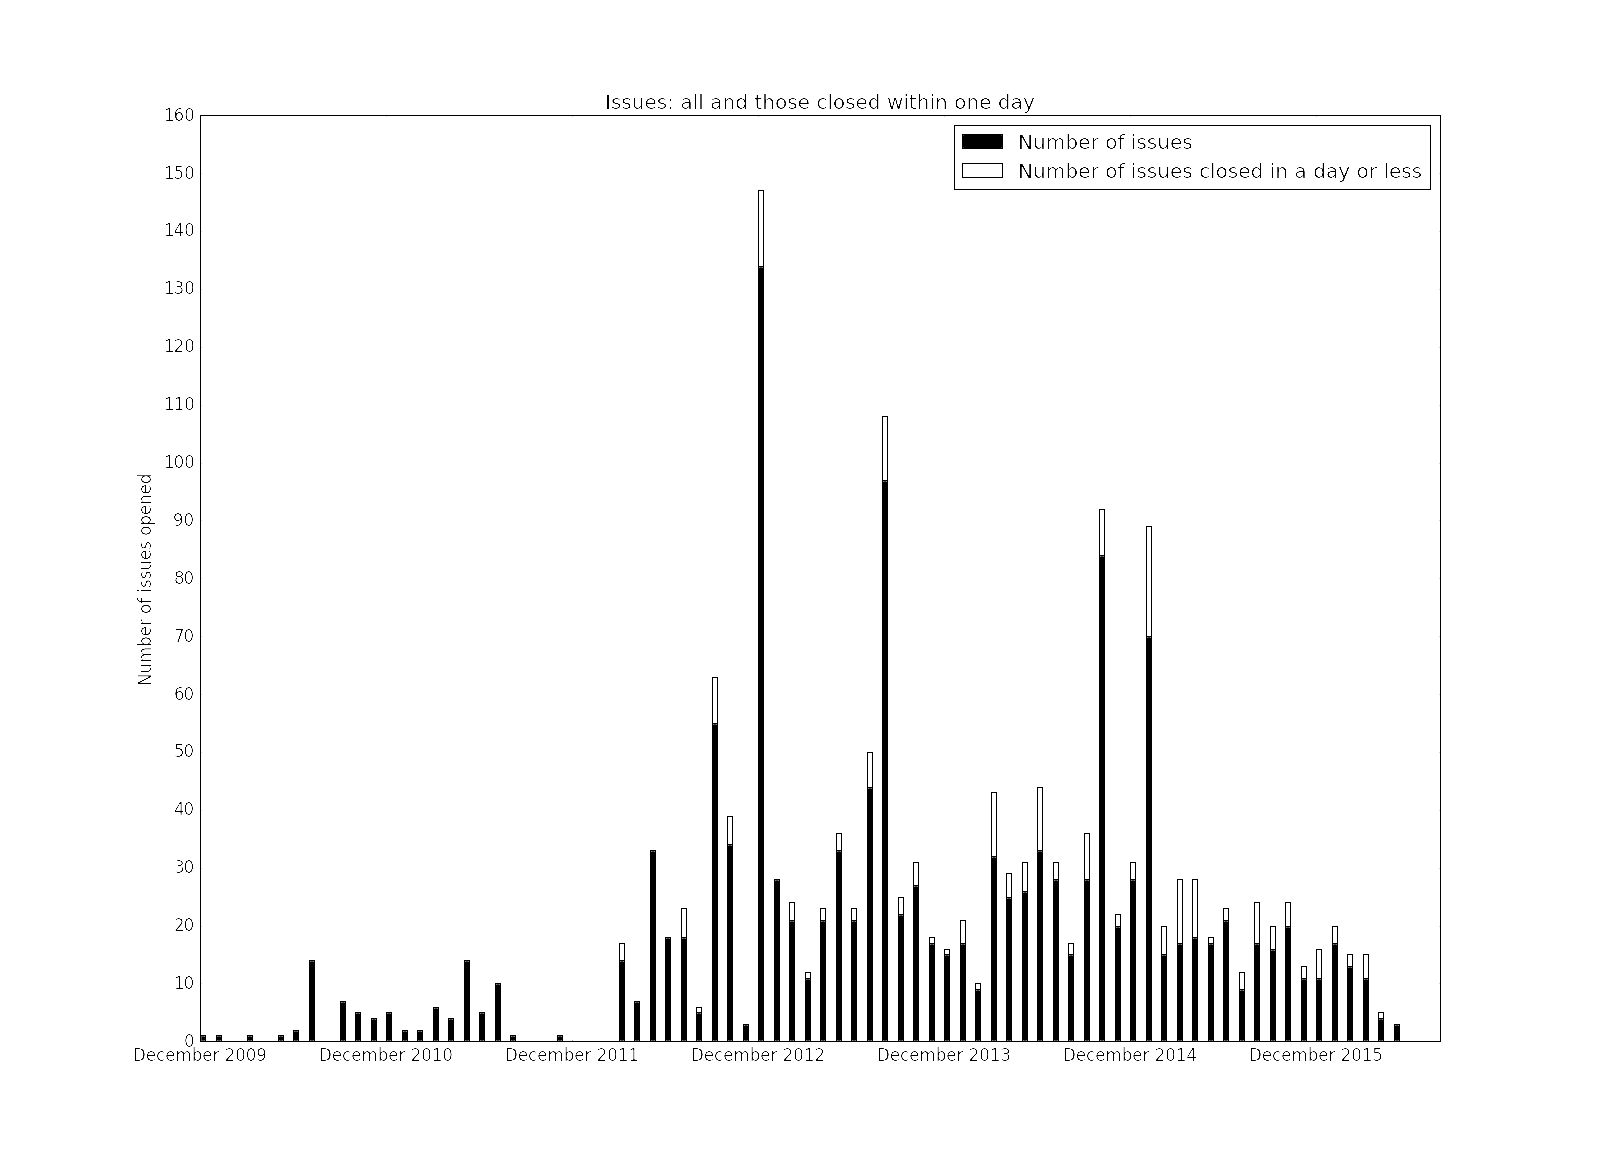 Issues: all and those closed within one day
Number of issues
Number of issues closed in a day or less
Number of issues opened
160
150
140
130
120
110
100
90
80
70
60
50
40
30
20
10
0
December 2009
December 2010
December 2011
December 2012
December 2013
December 2014
December 2015